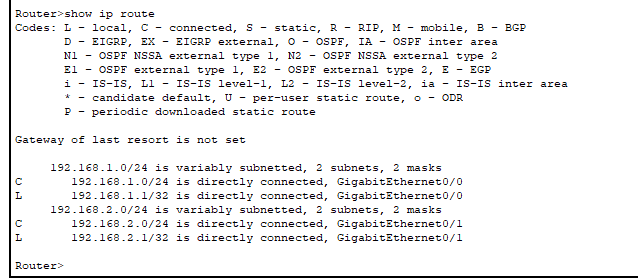 Router>show ip route
Codes: L - local, C - connected, S - static, R - RIP, M - mobile, B - BGP
D - EIGRP, EX - EIGRP external, O - OSPF, IA - OSPF inter area
N1 - OSPF NSSA external type 1, N2 - OSPF NSSA external type 2
E1 - OSPF external type 1, E2 - OSPF external type 2, E - EGP
i - IS-IS, L1 - IS-IS level-1, L2 - IS-IS level-2, ia - IS-IS inter area
* - candidate default, U - per-user static route, o - ODR
P - periodic downloaded static route
Gateway of last resort is not set
192.168.1.0/24 is variably subnetted, 2 subnets, 2 masks
C 192.168.1.0/24 is directly connected, GigabitEthernet0/0
L 192.168.1.1/32 is directly connected, GigabitEthernet0/0
192.168.2.0/24 is variably subnetted, 2 subnets, 2 masks
C 192.168.2.0/24 is directly connected, GigabitEthernet0/1
L 192.168.2.1/32 is directly connected, GigabitEthernet0/1
Router>